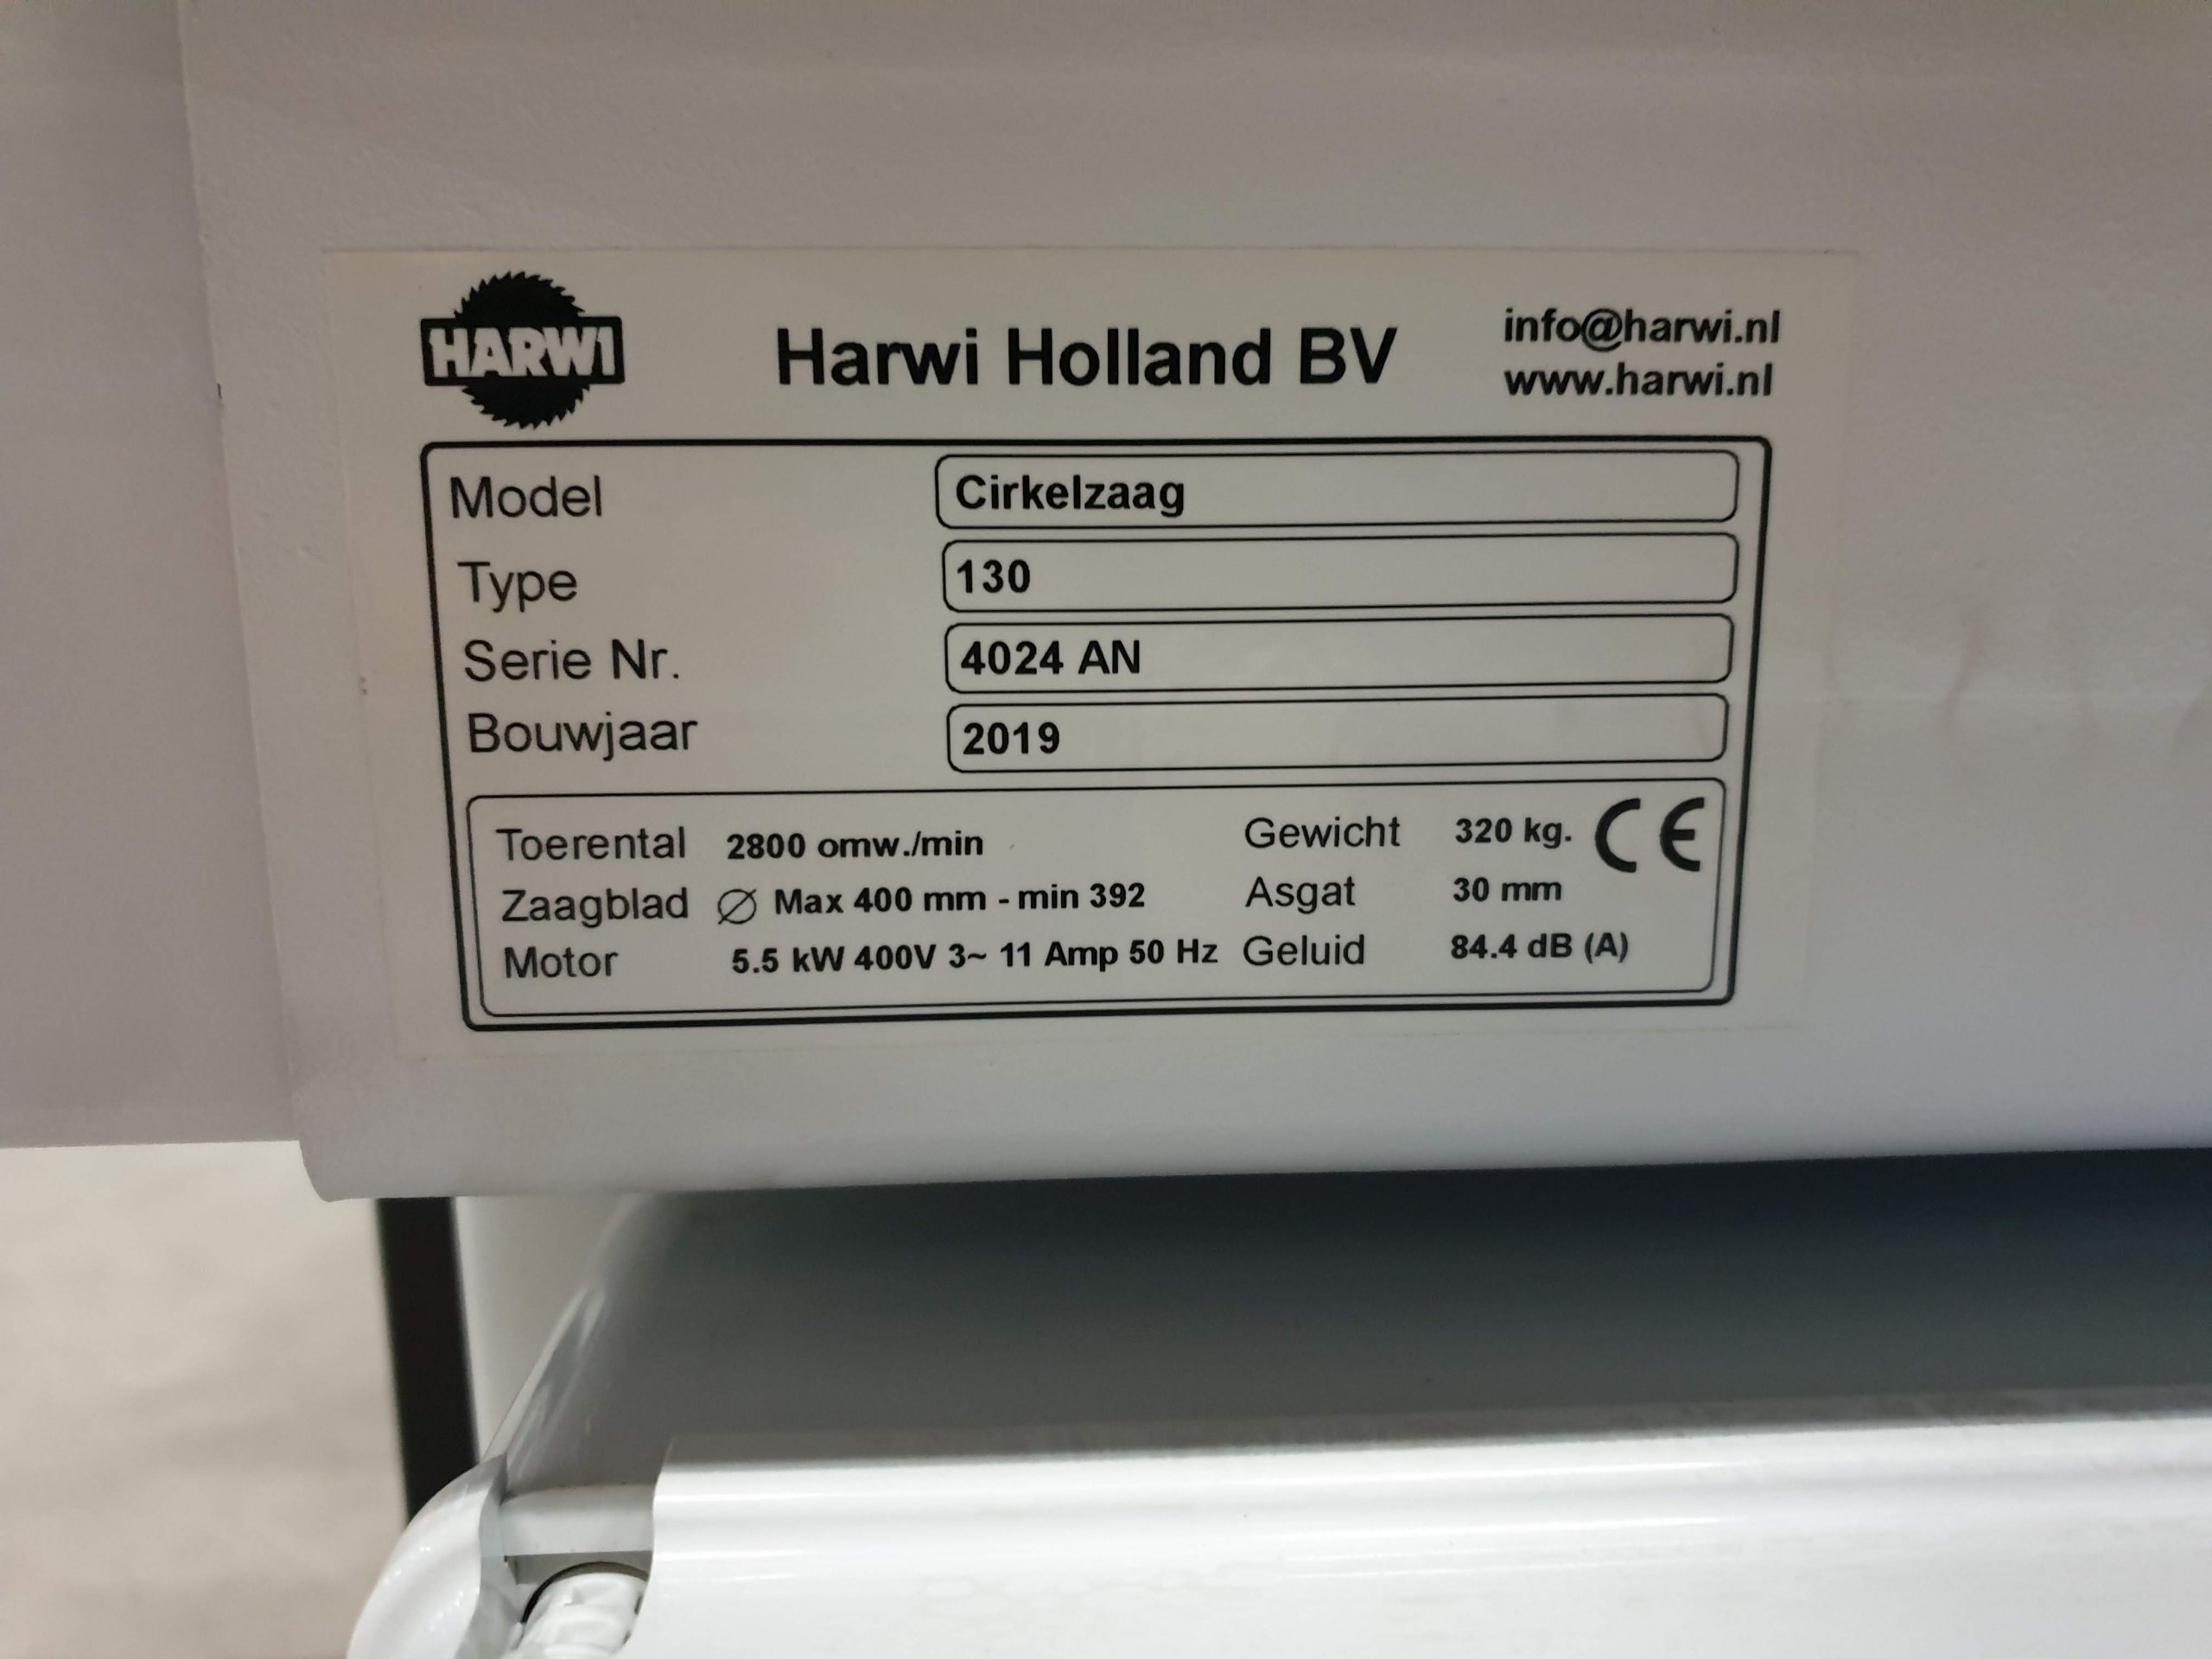 HARWI
Harwi Holland BV
info@harwi.nl
www.harwi.nl
Model Cirkelzaag
Type 130
Serie Nr. 4024 AN
Bouwjaar 2019
Toerental 2800 omw./min Gewicht 320 kg. CE
Zaagblad ∅ Max 400 mm - min 392 Asgat 30 mm
Motor 5.5 kW 400V 3~ 11 Amp 50 Hz Geluid 84.4 dB (A)